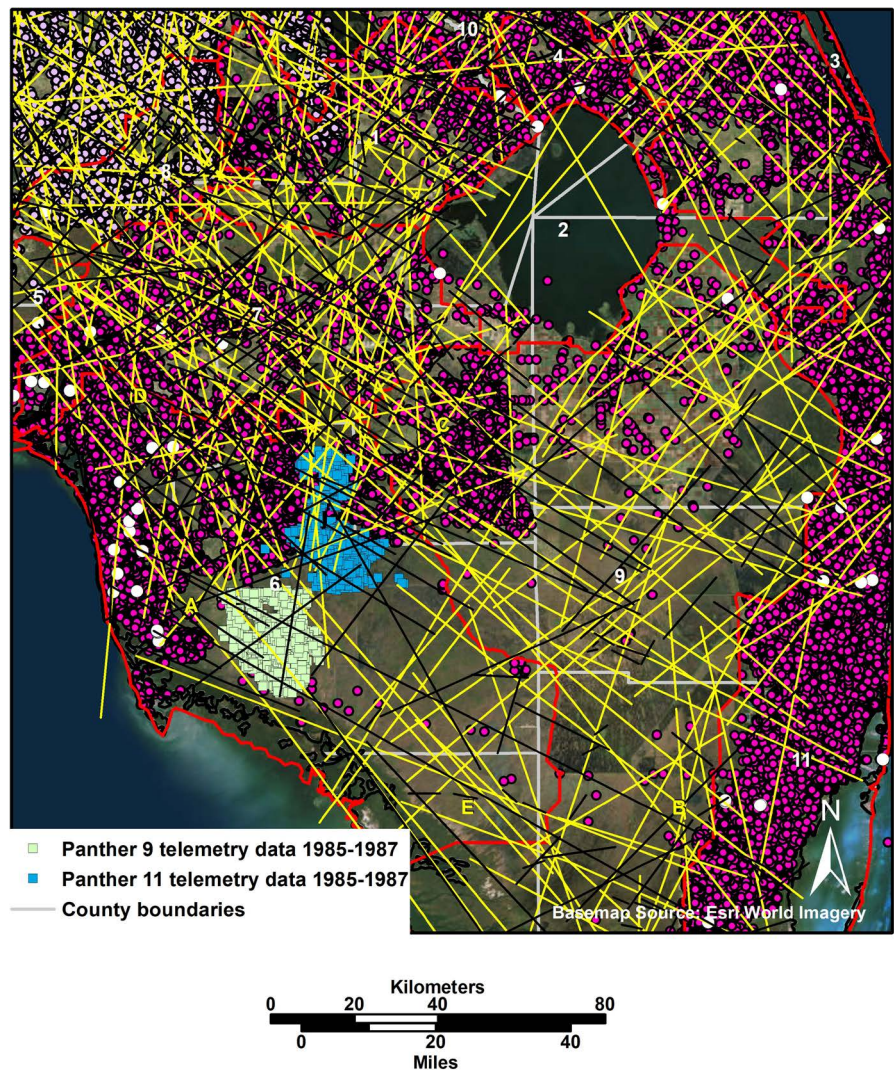 10
4
3
1
8
2
5
7
D
C
9
6
A
11
E
B
N
Panther 9 telemetry data 1985-1987
Panther 11 telemetry data 1985-1987
County boundaries
Basemap Source: Esri World Imagery
Kilometers
0 20 40 80
0 20 40
Miles